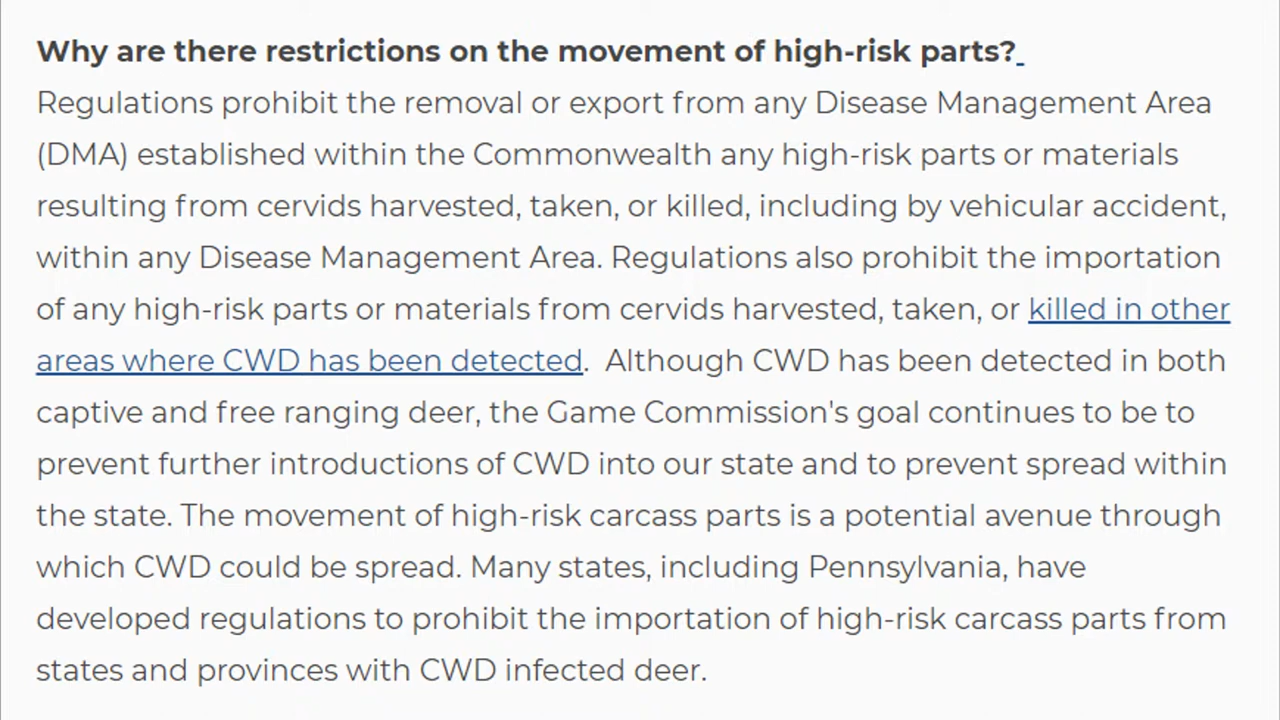 Why are there restrictions on the movement of high-risk parts?
Regulations prohibit the removal or export from any Disease Management Area
(DMA) established within the Commonwealth any high-risk parts or materials
resulting from cervids harvested, taken, or killed, including by vehicular accident,
within any Disease Management Area. Regulations also prohibit the importation
of any high-risk parts or materials from cervids harvested, taken, or killed in other
areas where CWD has been detected.  Although CWD has been detected in both
captive and free ranging deer, the Game Commission's goal continues to be to
prevent further introductions of CWD into our state and to prevent spread within
the state. The movement of high-risk carcass parts is a potential avenue through
which CWD could be spread. Many states, including Pennsylvania, have
developed regulations to prohibit the importation of high-risk carcass parts from
states and provinces with CWD infected deer.